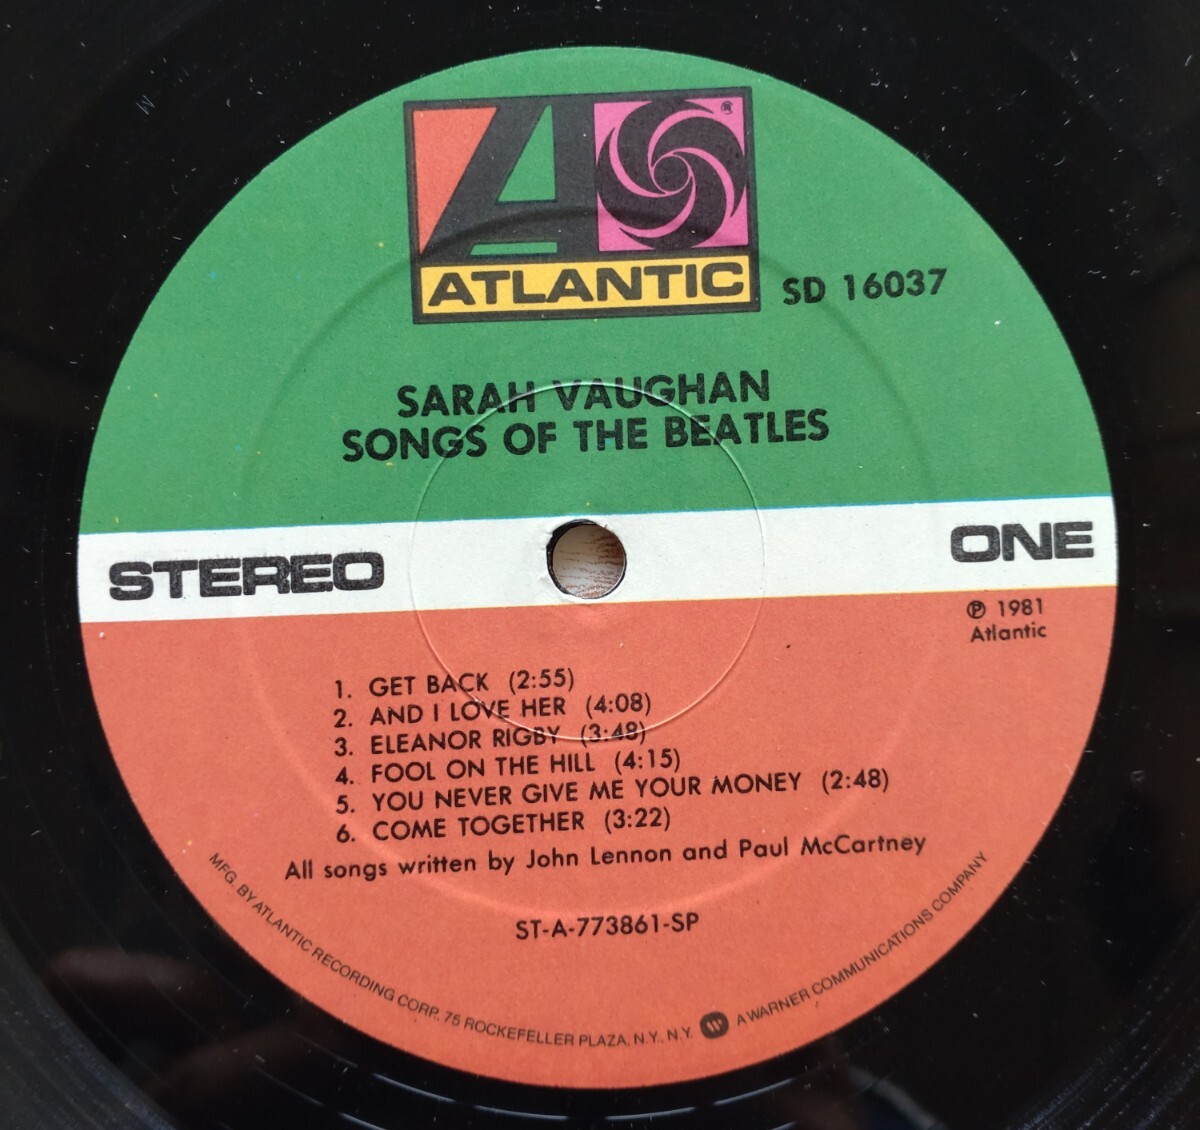 ATLANTIC
®
SD 16037
SARAH VAUGHAN
SONGS OF THE BEATLES
STEREO
ONE
℗ 1981
Atlantic
1. GET BACK (2:55)
2. AND I LOVE HER (4:08)
3. ELEANOR RIGBY (3:48)
4. FOOL ON THE HILL (4:15)
5. YOU NEVER GIVE ME YOUR MONEY (2:48)
6. COME TOGETHER (3:22)
All songs written by John Lennon and Paul McCartney
ST-A-773861-SP
MFG. BY ATLANTIC RECORDING CORP. 75 ROCKEFELLER PLAZA, N.Y., N.Y. A WARNER COMMUNICATIONS COMPANY